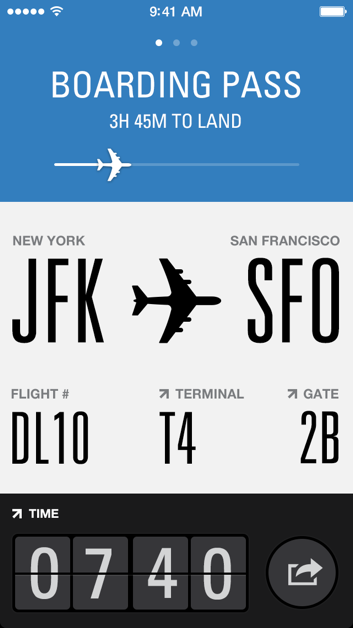 9:41 AM
BOARDING PASS
3H 45M TO LAND
NEW YORK SAN FRANCISCO
JFK SFO
FLIGHT # TERMINAL GATE
DL10 T4 2B
TIME
0740